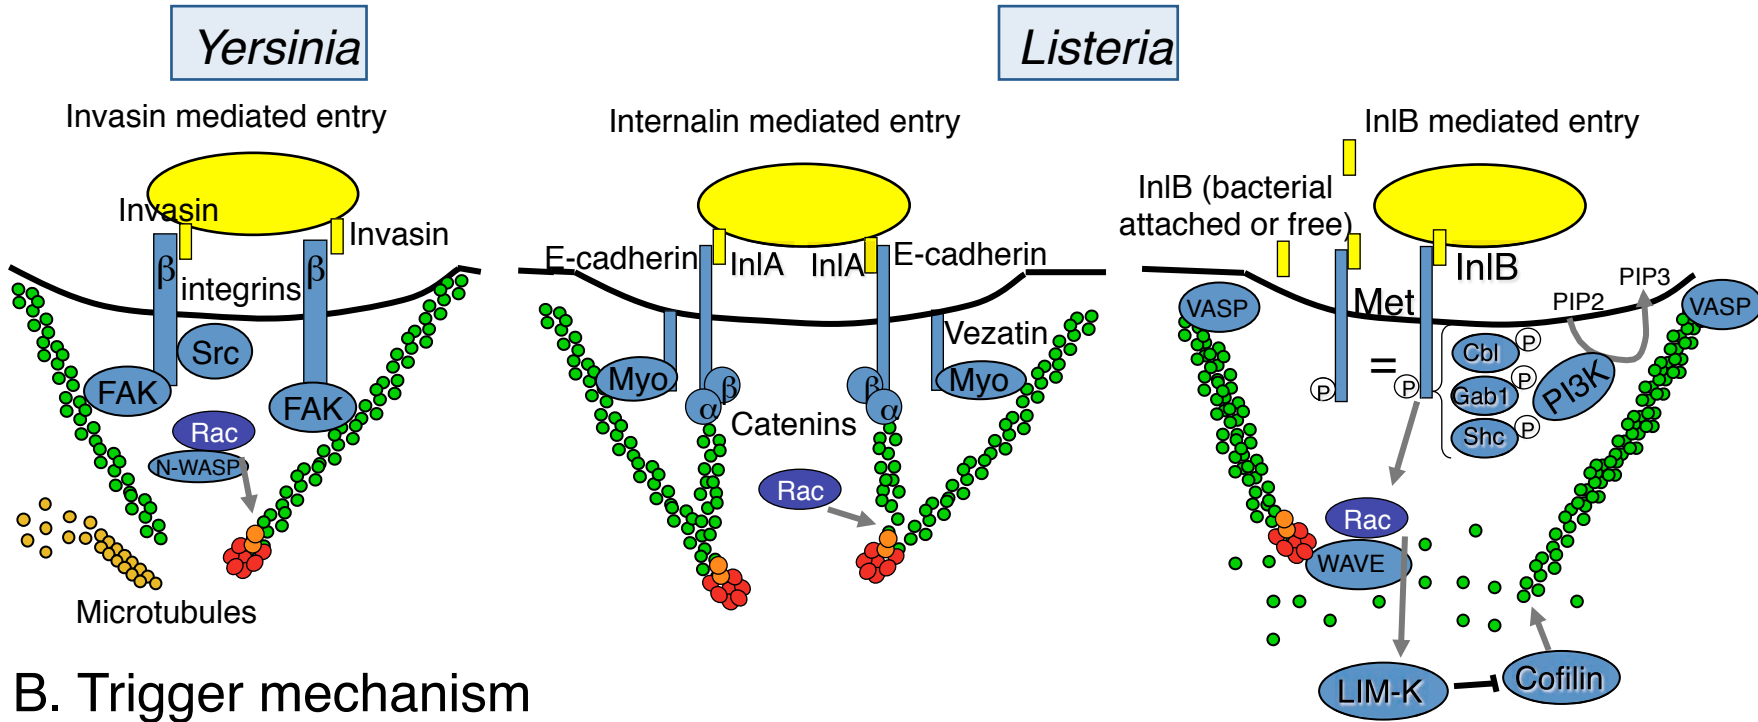 Yersinia
Listeria
Invasin mediated entry
Internalin mediated entry
InlB mediated entry
Invasin
Invasin
β
β
integrins
Src
FAK
FAK
Rac
N-WASP
Microtubules
E-cadherin
InlA
InlA
E-cadherin
Vezatin
Myo
Myo
β
α
β
α
Catenins
Rac
InlB (bacterial
attached or free)
InlB
Met
=
PIP2
PIP3
VASP
VASP
P
P
Cbl
P
Gab1
P
Shc
P
PI3K
Rac
WAVE
LIM-K
Cofilin
B. Trigger mechanism